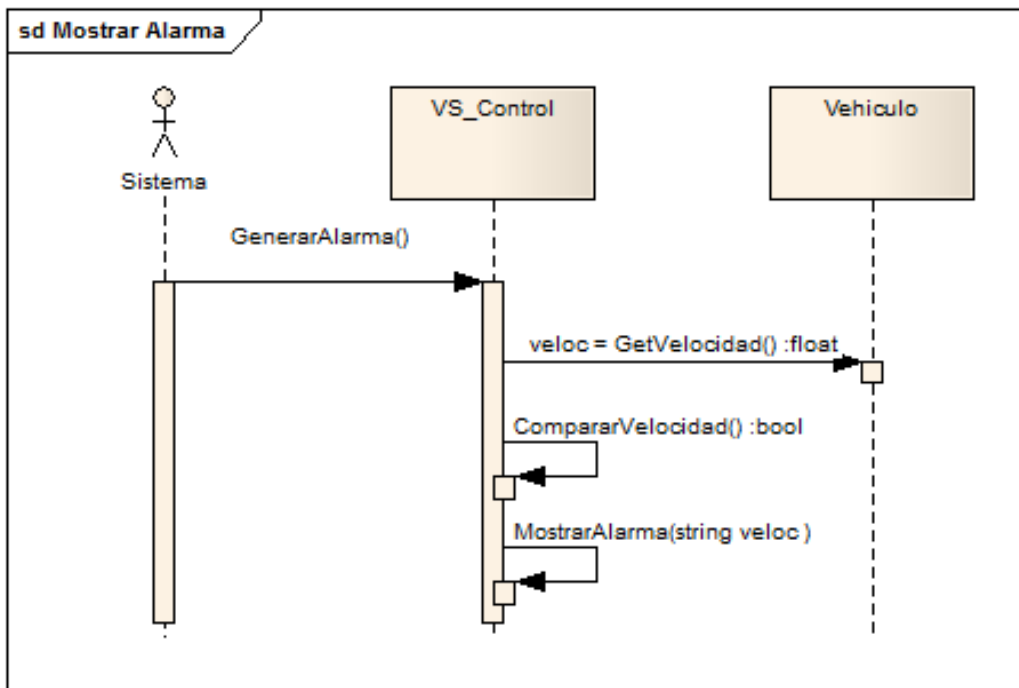 sd Mostrar Alarma
Sistema
VS_Control
Vehiculo
GenerarAlarma()
veloc = GetVelocidad() :float
CompararVelocidad() :bool
MostrarAlarma(string veloc )